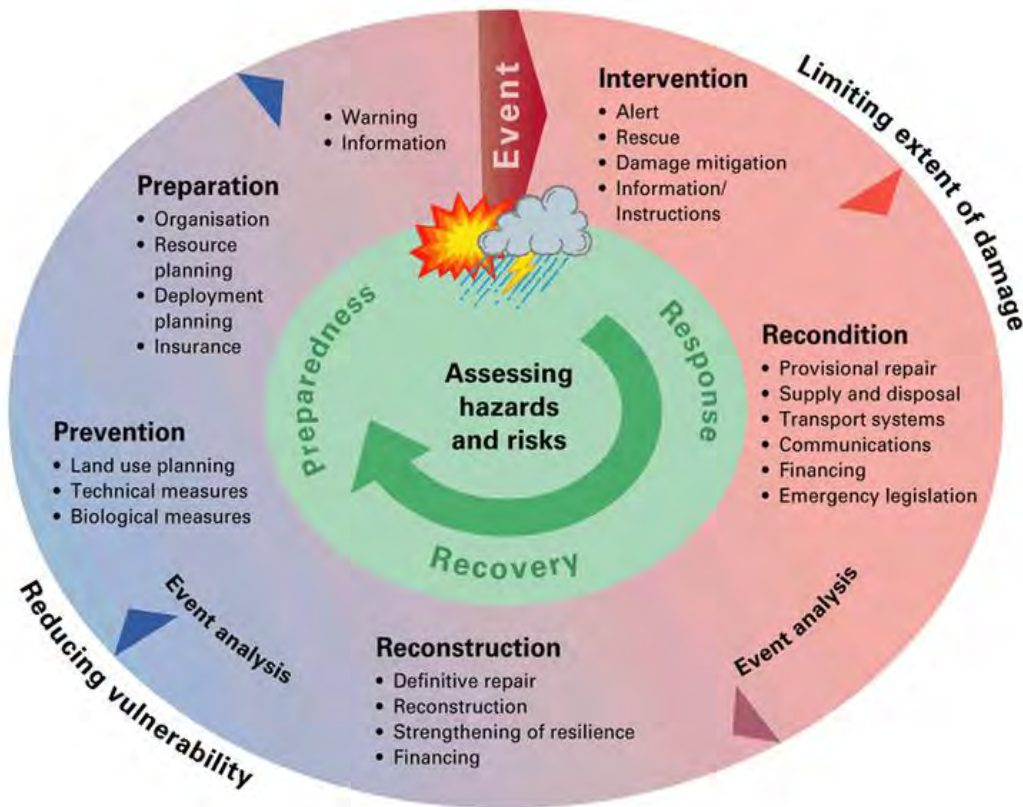 Event
Intervention
• Alert
• Rescue
• Damage mitigation
• Information/
Instructions
Limiting extent of damage
Recondition
• Provisional repair
• Supply and disposal
• Transport systems
• Communications
• Financing
• Emergency legislation
Event analysis
Reconstruction
• Definitive repair
• Reconstruction
• Strengthening of resilience
• Financing
Event analysis
Reducing vulnerability
Prevention
• Land use planning
• Technical measures
• Biological measures
Preparation
• Organisation
• Resource
planning
• Deployment
planning
• Insurance
• Warning
• Information
Response
Recovery
Preparedness
Assessing
hazards
and risks